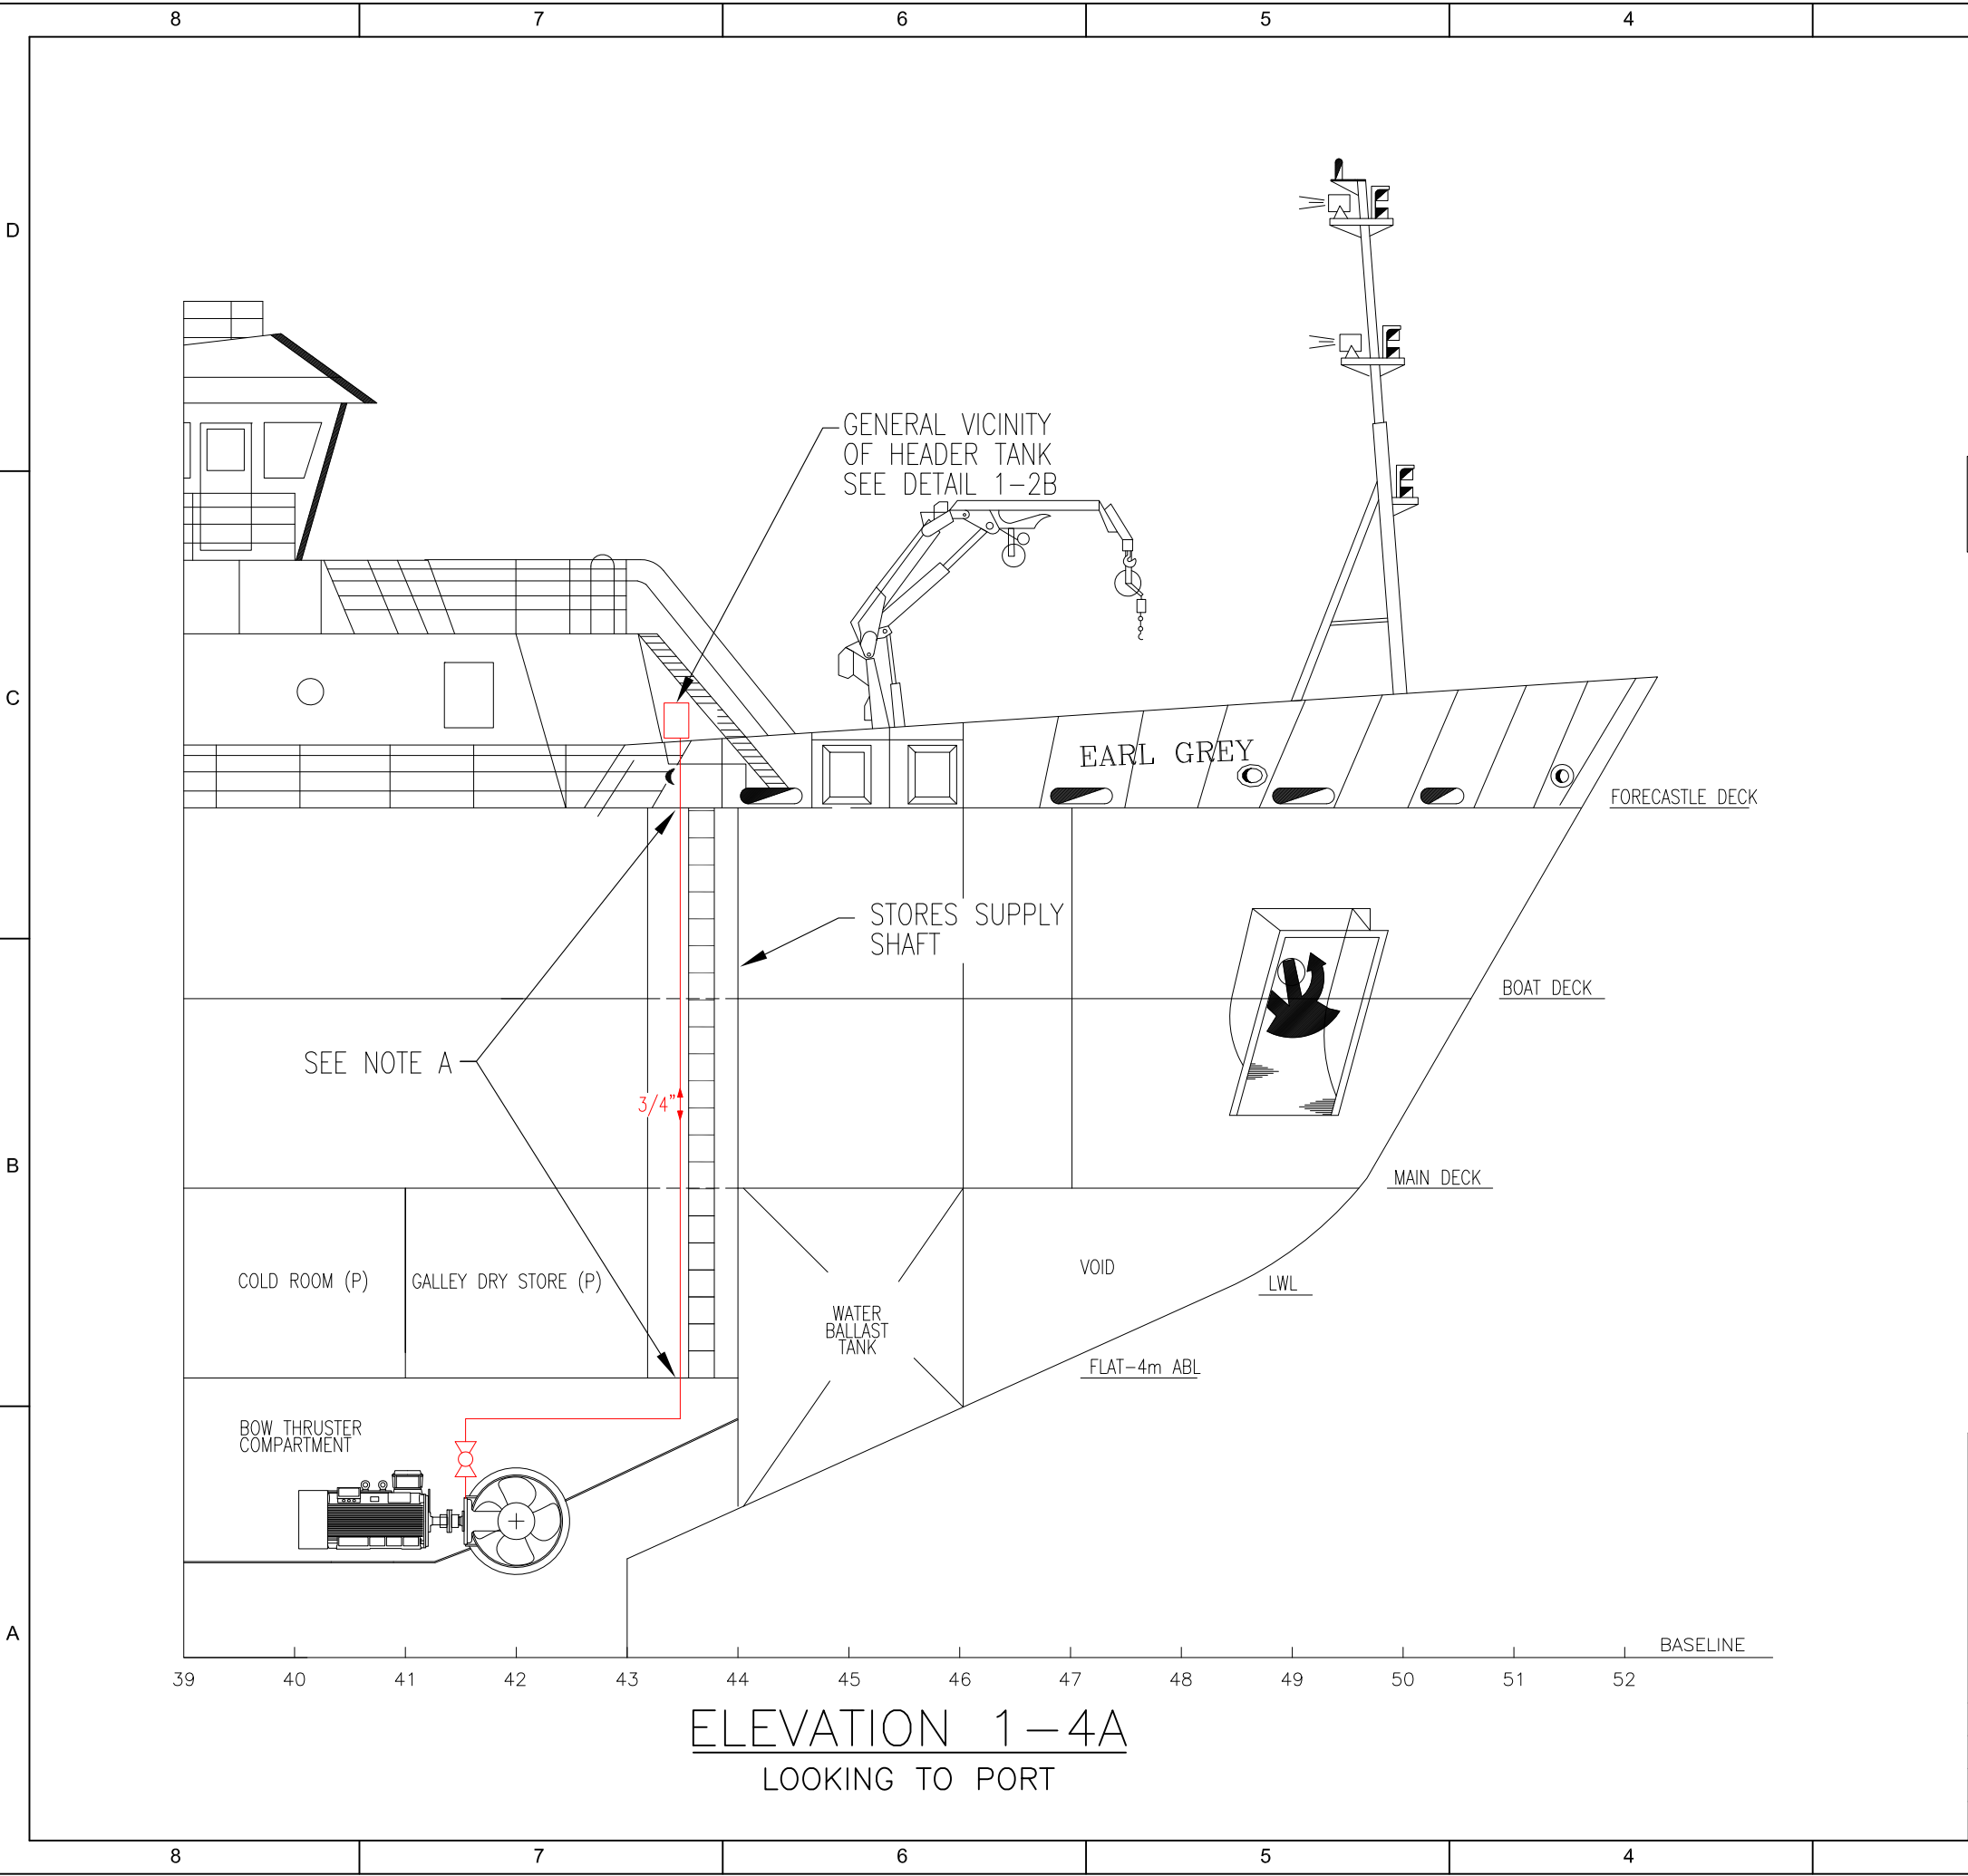 8 7 6 5 4
D
GENERAL VICINITY
OF HEADER TANK
SEE DETAIL 1-2B
C
EARL GREY
FORECASTLE DECK
STORES SUPPLY
SHAFT
BOAT DECK
SEE NOTE A
3/4"
B
MAIN DECK
COLD ROOM (P)
GALLEY DRY STORE (P)
VOID
LWL
WATER
BALLAST
TANK
FLAT-4m ABL
BOW THRUSTER
COMPARTMENT
A
BASELINE
39 40 41 42 43 44 45 46 47 48 49 50 51 52
ELEVATION 1-4A
LOOKING TO PORT
8 7 6 5 4